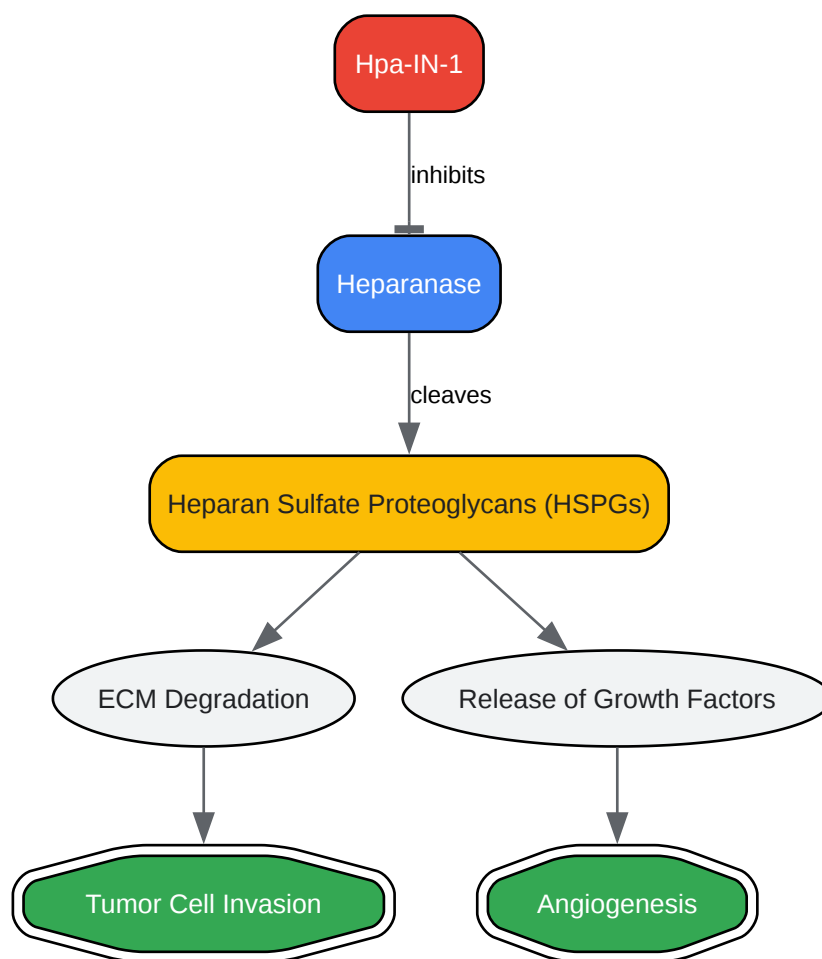 Hpa-IN-1
inhibits
Heparanase
cleaves
Heparan Sulfate Proteoglycans (HSPGs)
ECM Degradation
Release of Growth Factors
Tumor Cell Invasion
Angiogenesis